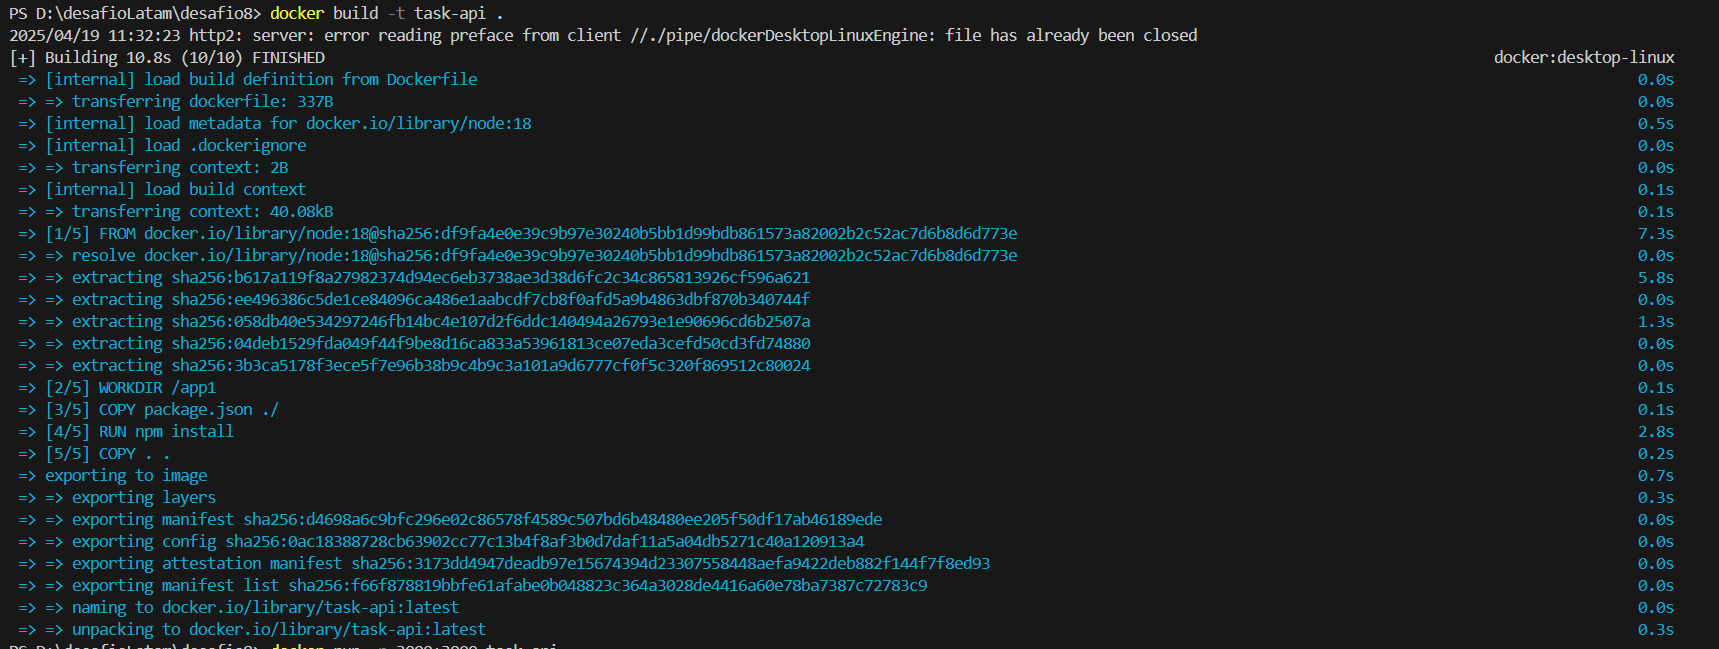 PS D:\desafioLatam\desafio8> docker build -t task-api .
2025/04/19 11:32:23 http2: server: error reading preface from client //./pipe/dockerDesktopLinuxEngine: file has already been closed
[+] Building 10.8s (10/10) FINISHED docker:desktop-linux
=> [internal] load build definition from Dockerfile 0.0s
=> => transferring dockerfile: 337B 0.0s
=> [internal] load metadata for docker.io/library/node:18 0.5s
=> [internal] load .dockerignore 0.0s
=> => transferring context: 2B 0.0s
=> [internal] load build context 0.1s
=> => transferring context: 40.08kB 0.1s
=> [1/5] FROM docker.io/library/node:18@sha256:df9fa4e0e39c9b97e30240b5bb1d99bdb861573a82002b2c52ac7d6b8d6d773e 7.3s
=> => resolve docker.io/library/node:18@sha256:df9fa4e0e39c9b97e30240b5bb1d99bdb861573a82002b2c52ac7d6b8d6d773e 0.0s
=> => extracting sha256:b617a119f8a27982374d94ec6eb3738ae3d38d6fc2c34c865813926cf596a621 5.8s
=> => extracting sha256:ee496386c5de1ce84096ca486e1aabcdf7cb8f0afd5a9b4863dbf870b340744f 0.0s
=> => extracting sha256:058db40e534297246fb14bc4e107d2f6ddc140494a26793e1e90696cd6b2507a 1.3s
=> => extracting sha256:04deb1529fda049f44f9be8d16ca833a53961813ce07eda3cefd50cd3fd74880 0.0s
=> => extracting sha256:3b3ca5178f3ece5f7e96b38b9c4b9c3a101a9d6777cf0f5c320f869512c80024 0.0s
=> [2/5] WORKDIR /app1 0.1s
=> [3/5] COPY package.json ./ 0.1s
=> [4/5] RUN npm install 2.8s
=> [5/5] COPY . . 0.2s
=> exporting to image 0.7s
=> => exporting layers 0.3s
=> => exporting manifest sha256:d4698a6c9bfc296e02c86578f4589c507bd6b48480ee205f50df17ab46189ede 0.0s
=> => exporting config sha256:0ac18388728cb63902cc77c13b4f8af3b0d7daf11a5a04db5271c40a120913a4 0.0s
=> => exporting attestation manifest sha256:3173dd4947deadb97e15674394d23307558448aefa9422deb882f144f7f8ed93 0.0s
=> => exporting manifest list sha256:f66f878819bbfe61afabe0b048823c364a3028de4416a60e78ba7387c72783c9 0.0s
=> => naming to docker.io/library/task-api:latest 0.0s
=> => unpacking to docker.io/library/task-api:latest 0.3s